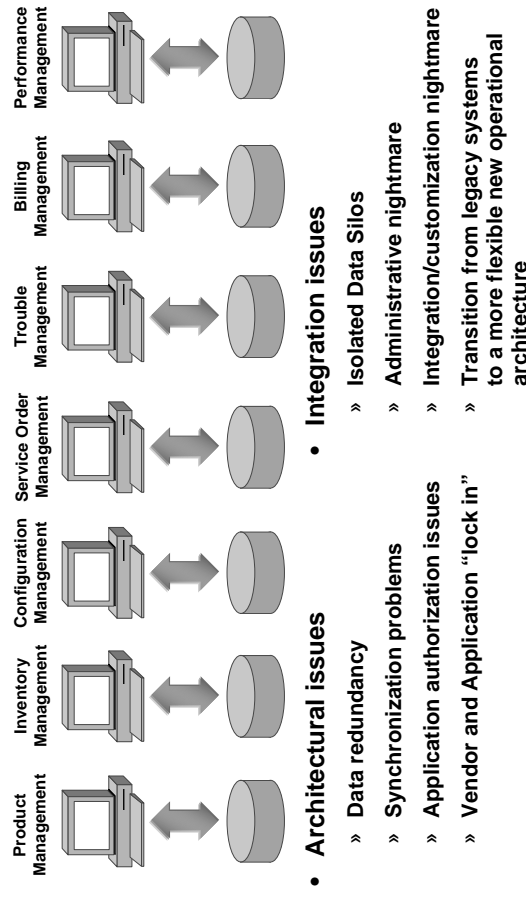 Product
Management
Inventory
Management
Configuration
Management
Service Order
Management
Trouble
Management
Billing
Management
Performance
Management
• Architectural issues
» Data redundancy
» Synchronization problems
» Application authorization issues
» Vendor and Application “lock in”
• Integration issues
» Isolated Data Silos
» Administrative nightmare
» Integration/customization nightmare
» Transition from legacy systems
to a more flexible new operational
architecture